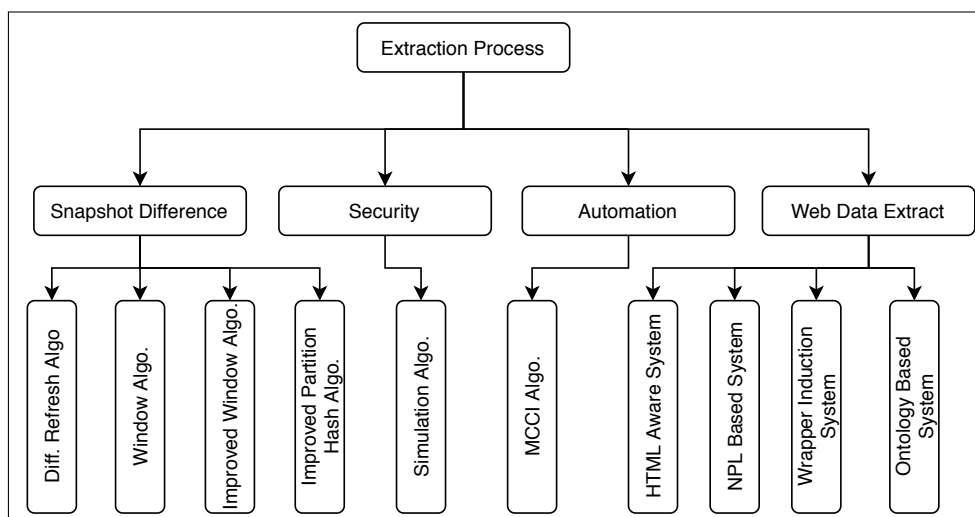 Extraction Process
Snapshot Difference
Security
Automation
Web Data Extract
Diff. Refresh Algo
Window Algo.
Improved Window Algo.
Improved Partition
Hash Algo.
Simulation Algo.
MCCI Algo.
HTML Aware System
NPL Based System
Wrapper Induction
System
Ontology Based
System